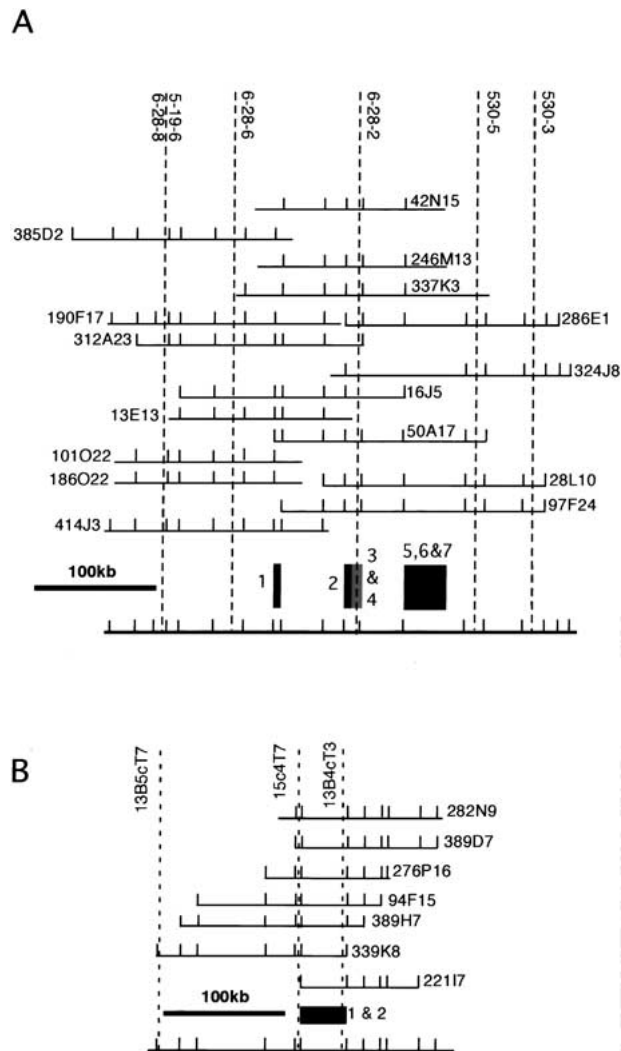 A
6-28-8
5-19-6
6-28-6
6-28-2
530-5
530-3
42N15
385D2
246M13
337K3
190F17
286E1
312A23
324J8
16J5
13E13
50A17
101O22
186O22
28L10
97F24
414J3
100kb
1
2
3
&
4
5,6&7
B
13B5cT7
15c4T7
13B4cT3
282N9
389D7
276P16
94F15
389H7
339K8
221I7
100kb
1 & 2